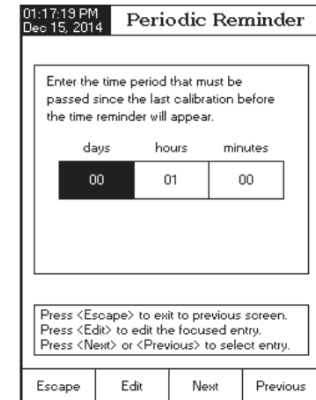 01:17:19 PM
Dec 15, 2014
Periodic Reminder
Enter the time period that must be
passed since the last calibration before
the time reminder will appear.
days hours minutes
00 01 00
Press <Escape> to exit to previous screen.
Press <Edit> to edit the focused entry.
Press <Next> or <Previous> to select entry.
Escape Edit Next Previous